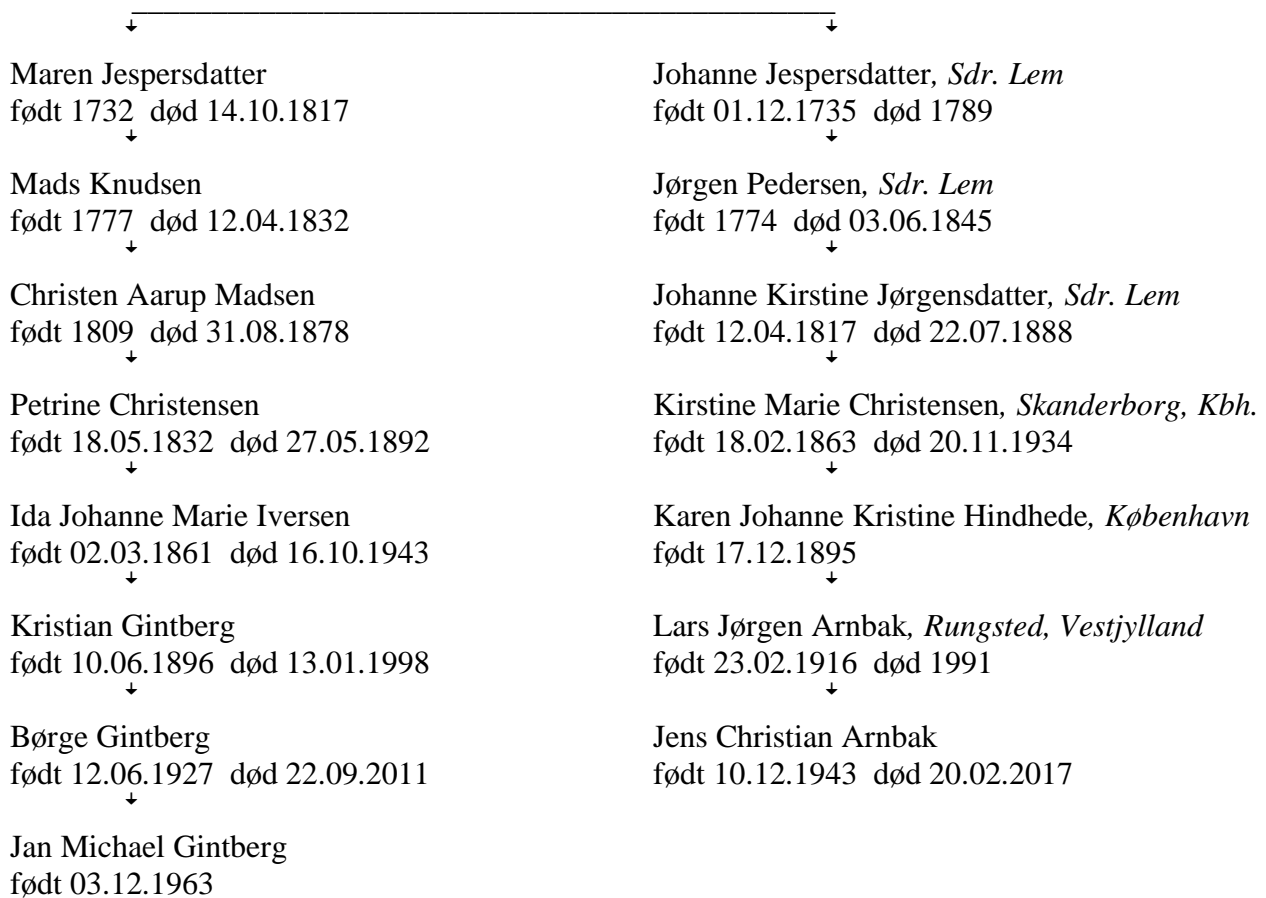 Maren Jespersdatter
født 1732 død 14.10.1817
Mads Knudsen
født 1777 død 12.04.1832
Christen Aarup Madsen
født 1809 død 31.08.1878
Petrine Christensen
født 18.05.1832 død 27.05.1892
Ida Johanne Marie Iversen
født 02.03.1861 død 16.10.1943
Kristian Gintberg
født 10.06.1896 død 13.01.1998
Børge Gintberg
født 12.06.1927 død 22.09.2011
Jan Michael Gintberg
født 03.12.1963
Johanne Jespersdatter, Sdr. Lem
født 01.12.1735 død 1789
Jørgen Pedersen, Sdr. Lem
født 1774 død 03.06.1845
Johanne Kirstine Jørgensdatter, Sdr. Lem
født 12.04.1817 død 22.07.1888
Kirstine Marie Christensen, Skanderborg, Kbh.
født 18.02.1863 død 20.11.1934
Karen Johanne Kristine Hindhede, København
født 17.12.1895
Lars Jørgen Arnbak, Rungsted, Vestjylland
født 23.02.1916 død 1991
Jens Christian Arnbak
født 10.12.1943 død 20.02.2017